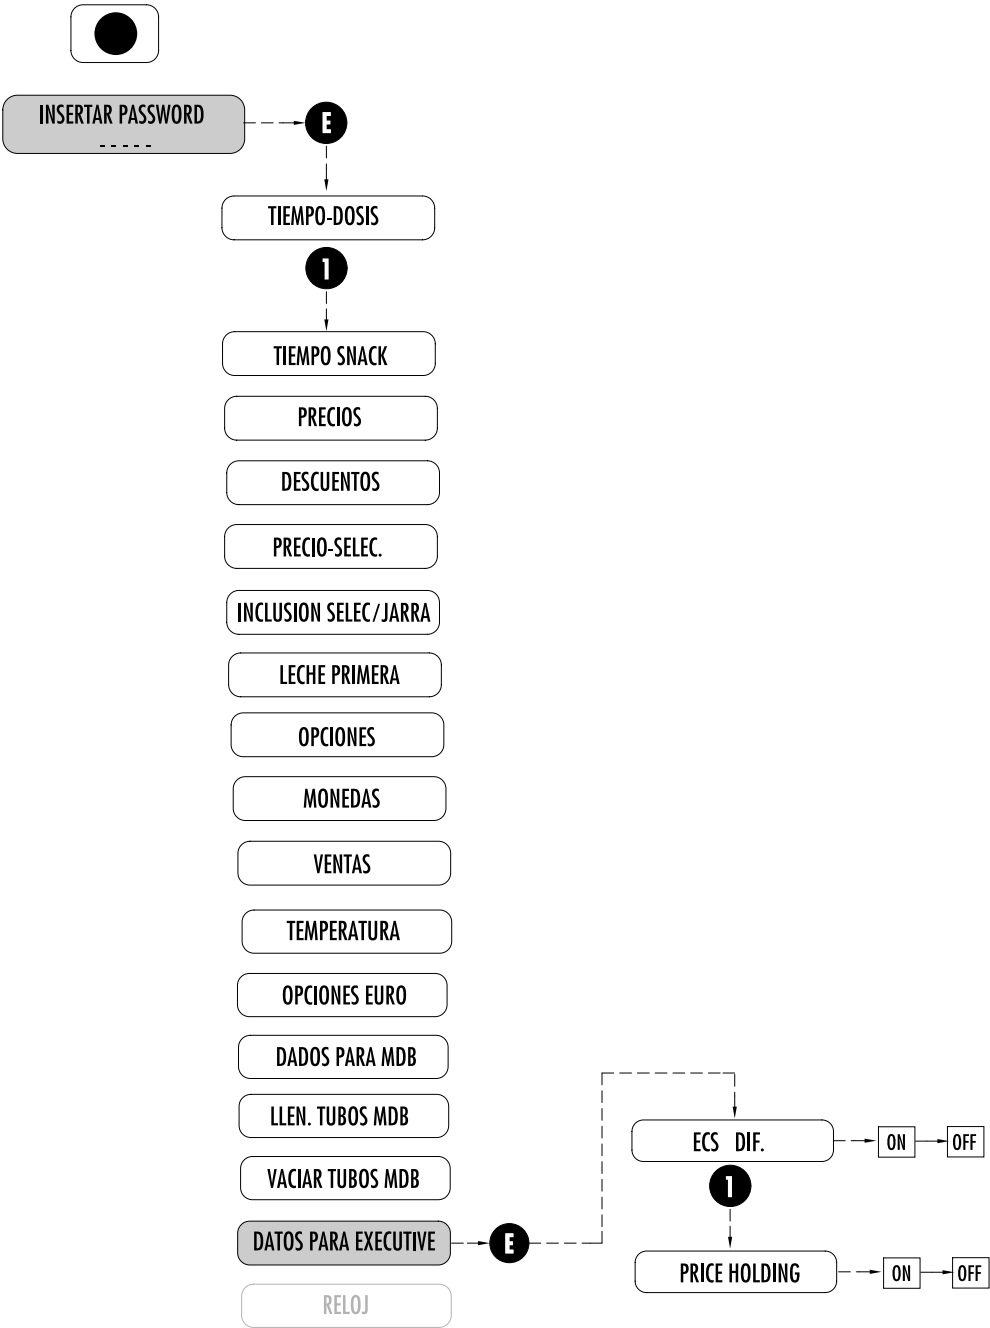 INSERTAR PASSWORD
- - - - -
E
TIEMPO-DOSIS
1
TIEMPO SNACK
PRECIOS
DESCUENTOS
PRECIO-SELEC.
INCLUSION SELEC/JARRA
LECHE PRIMERA
OPCIONES
MONEDAS
VENTAS
TEMPERATURA
OPCIONES EURO
DADOS PARA MDB
LLEN. TUBOS MDB
VACIAR TUBOS MDB
DATOS PARA EXECUTIVE
E
RELOJ
ECS DIF.
ON
OFF
1
PRICE HOLDING
ON
OFF